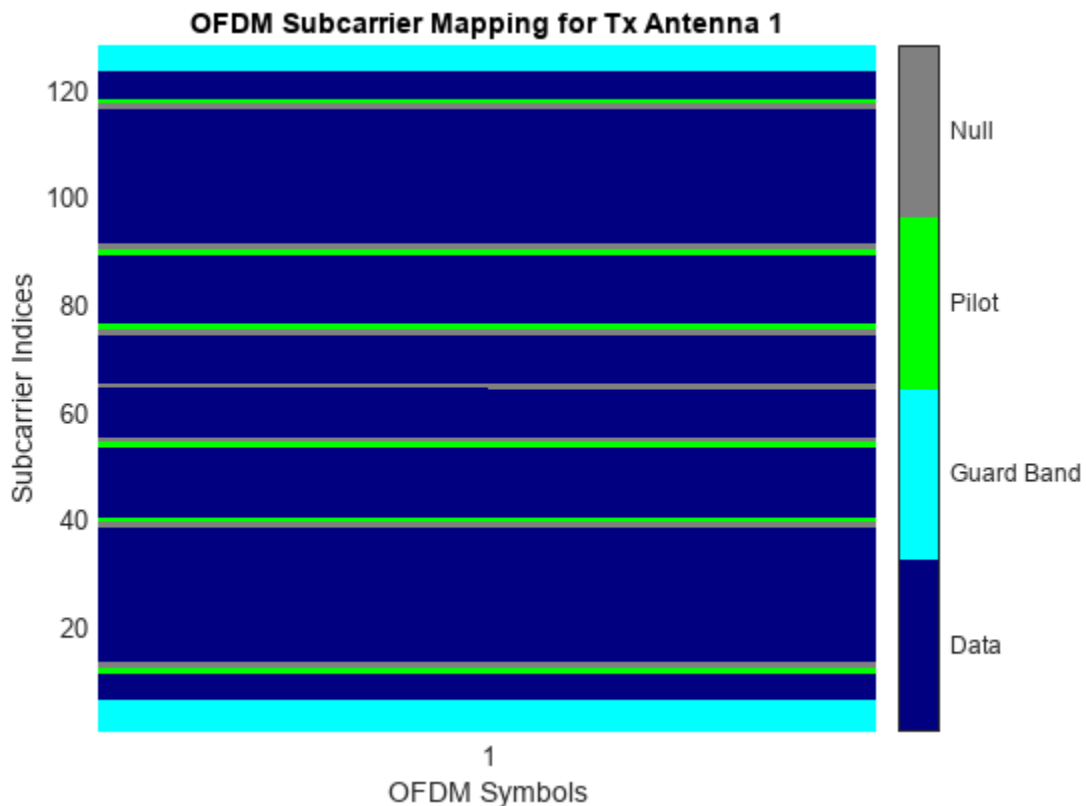 OFDM Subcarrier Mapping for Tx Antenna 1
Subcarrier Indices
120
100
80
60
40
20
1
OFDM Symbols
Null
Pilot
Guard Band
Data